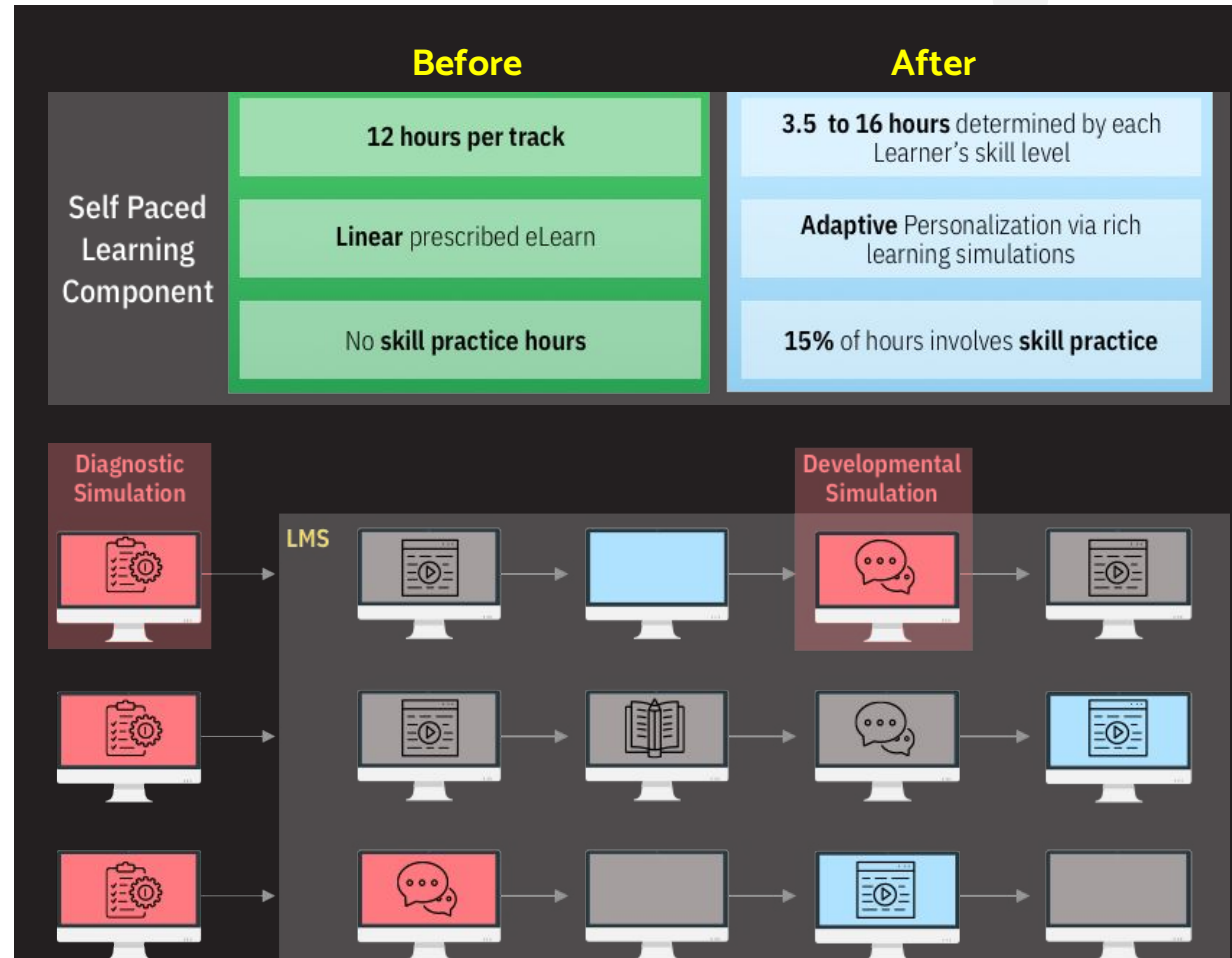 Before
After
Self Paced
Learning
Component
12 hours per track
Linear prescribed eLearn
No skill practice hours
3.5 to 16 hours determined by each
Learner's skill level
Adaptive Personalization via rich
learning simulations
15% of hours involves skill practice
Diagnostic
Simulation
LMS
Developmental
Simulation